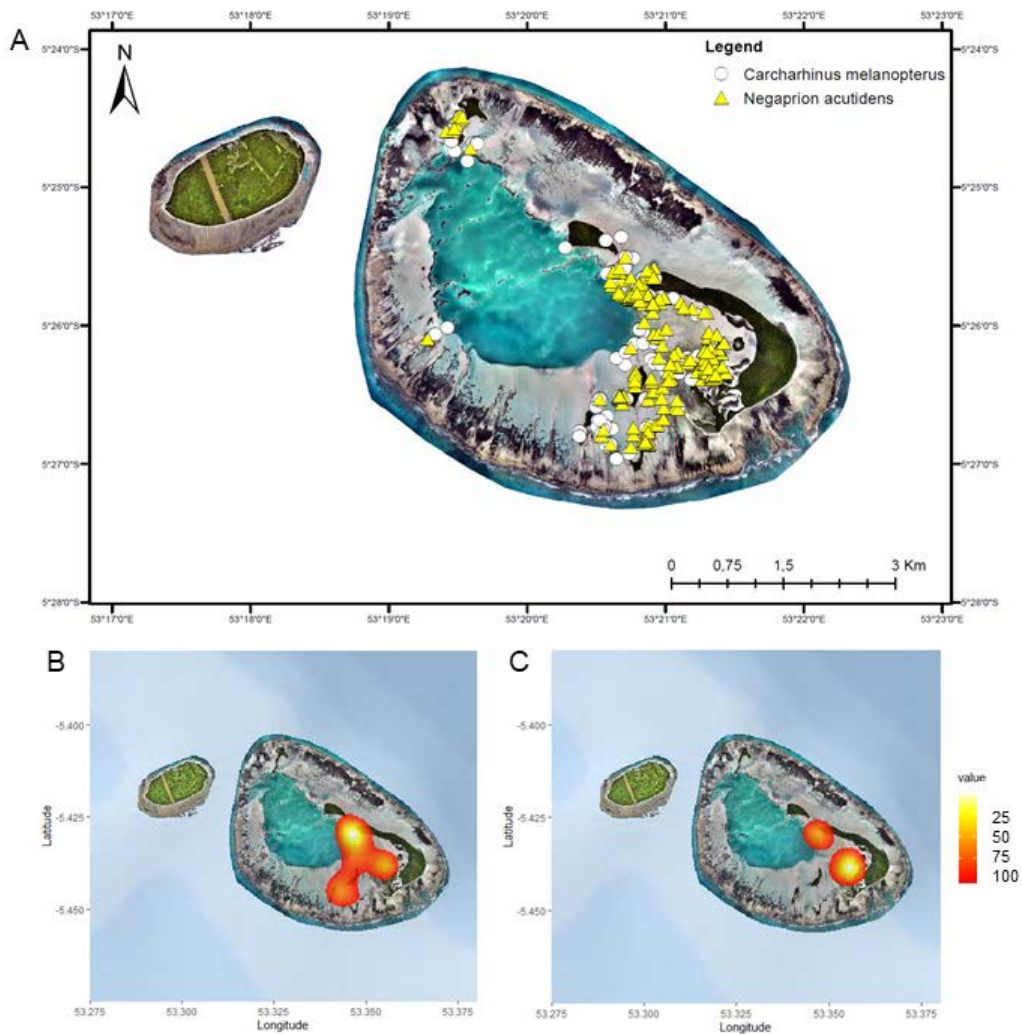 53°17'0"E 53°18'0"E 53°19'0"E 53°20'0"E 53°21'0"E 53°22'0"E 53°23'0"E
A
5°24'0"S 5°24'0"S
N
Legend
Carcharhinus melanopterus
Negaprion acutidens
5°25'0"S 5°25'0"S
5°26'0"S 5°26'0"S
5°27'0"S 5°27'0"S
0 0,75 1,5 3 Km
5°28'0"S 5°28'0"S
53°17'0"E 53°18'0"E 53°19'0"E 53°20'0"E 53°21'0"E 53°22'0"E 53°23'0"E
B
-5.400
-5.425
-5.450
Latitude
53.275 53.300 53.325 53.350 53.375
Longitude
C
-5.400
-5.425
-5.450
Latitude
53.275 53.300 53.325 53.350 53.375
Longitude
value
25
50
75
100